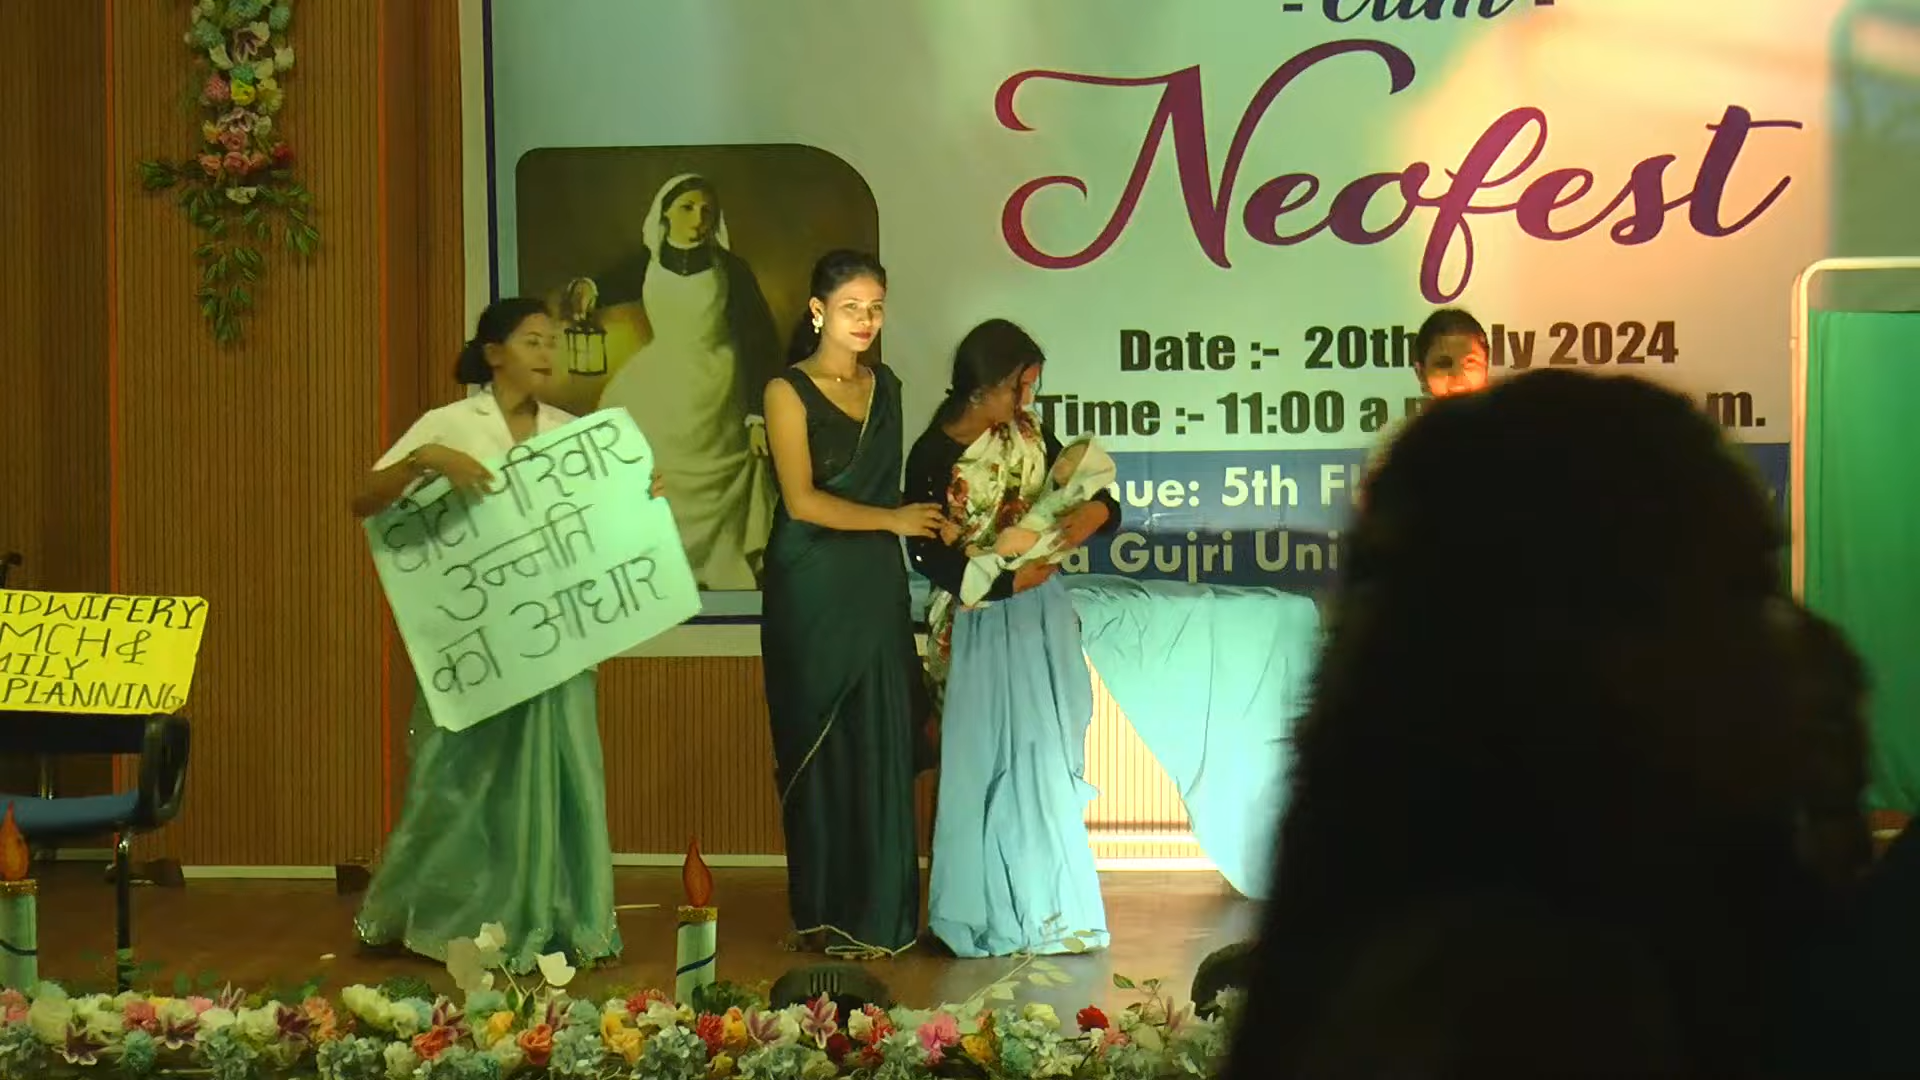 Neofest
Date :- 20th ly 2024
Time :- 11:00 a m.
ue: 5th Fl
a Gujri Uni
छोटा परिवार
उन्नति
का आधार
IDWIFERY
MCH &
MILY
PLANNING